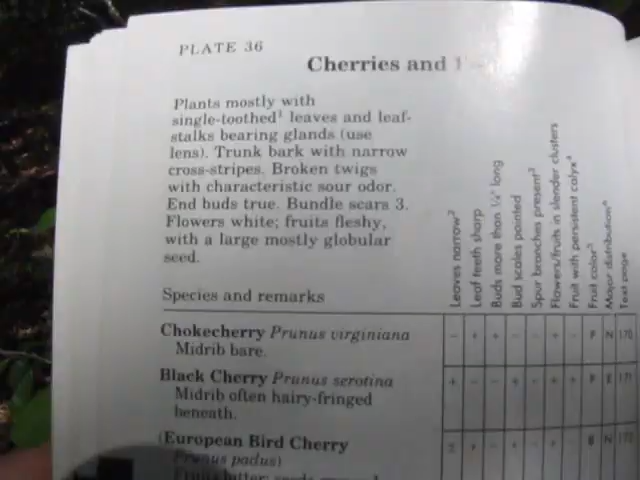 PLATE 36
Cherries and
Plants mostly with
single-toothed¹ leaves and leaf-
stalks bearing glands (use
lens). Trunk bark with narrow
cross-stripes. Broken twigs
with characteristic sour odor.
End buds true. Bundle scars 3.
Flowers white; fruits fleshy,
with a large mostly globular
seed.
Species and remarks
Leaves narrow²
Leaf teeth sharp
Buds more than ¼" long
Bud scales pointed
Spur branches present³
Flowers/fruits in slender clusters
Fruit with persistent calyx⁴
Fruit color⁵
Major distribution⁶
Text page
Chokecherry Prunus virginiana - + + - - + - P N 170
Midrib bare.
Black Cherry Prunus serotina + - - + - + + P E 171
Midrib often hairy-fringed
beneath.
(European Bird Cherry B N
Prunus padus)